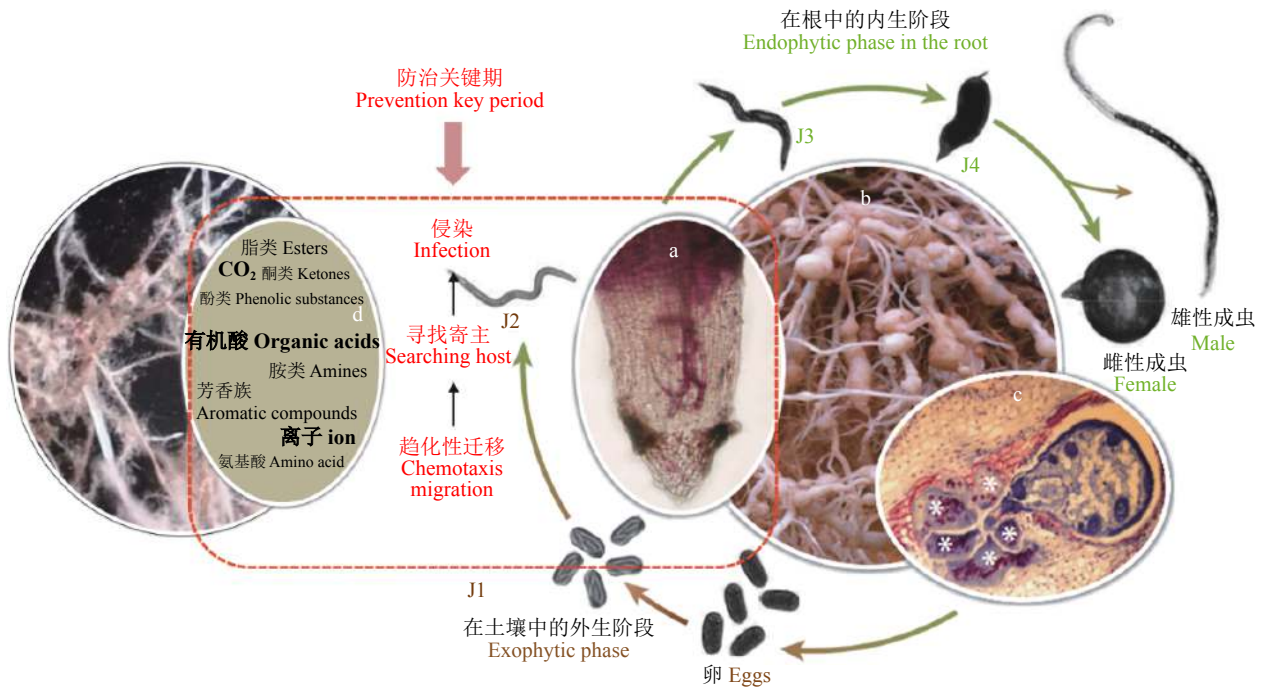 在根中的内生阶段
Endophytic phase in the root
防治关键期
Prevention key period
J3
J4
b
a
侵染
Infection
脂类 Esters
CO₂ 酮类 Ketones
酚类 Phenolic substances
d
有机酸 Organic acids
胺类 Amines
芳香族
Aromatic compounds
离子 ion
氨基酸 Amino acid
J2
寻找寄主
Searching host
趋化性迁移
Chemotaxis
migration
雄性成虫
Male
雌性成虫
Female
c
*
*
*
*
J1
在土壤中的外生阶段
Exophytic phase
卵 Eggs